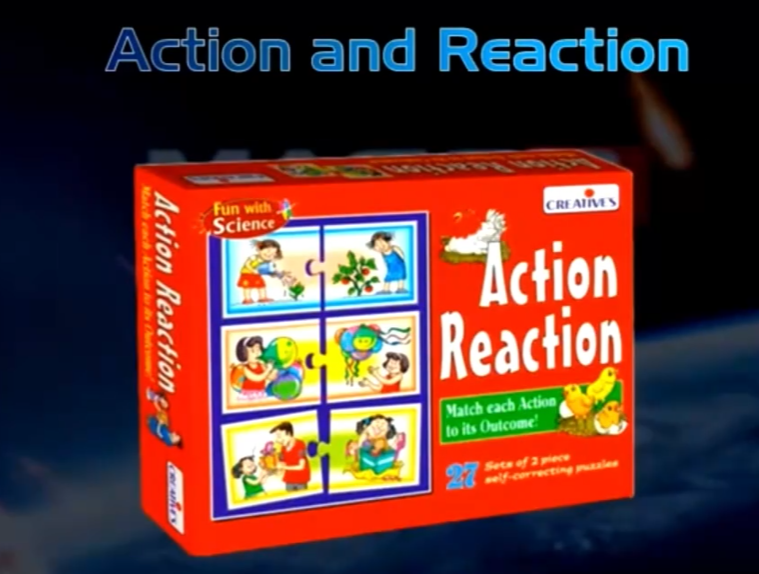 Action and Reaction
Action Reaction
CREATIVE'S
Fun with
Science
Action
Reaction
Match each Action
to its Outcome!
27 Sets of 2 piece
self-correcting puzzles
Action Reaction
Match each Action to its Outcome!
CREATIVE'S